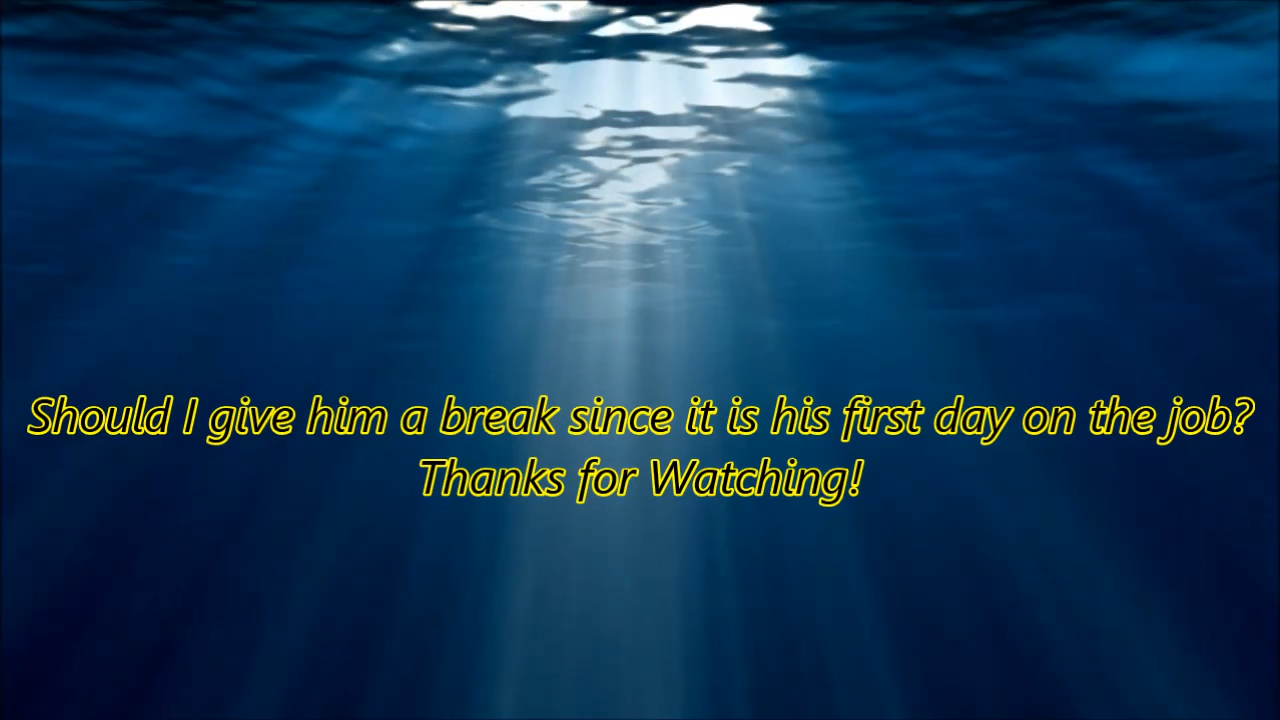 Should I give him a break since it is his first day on the job?
Thanks for Watching!